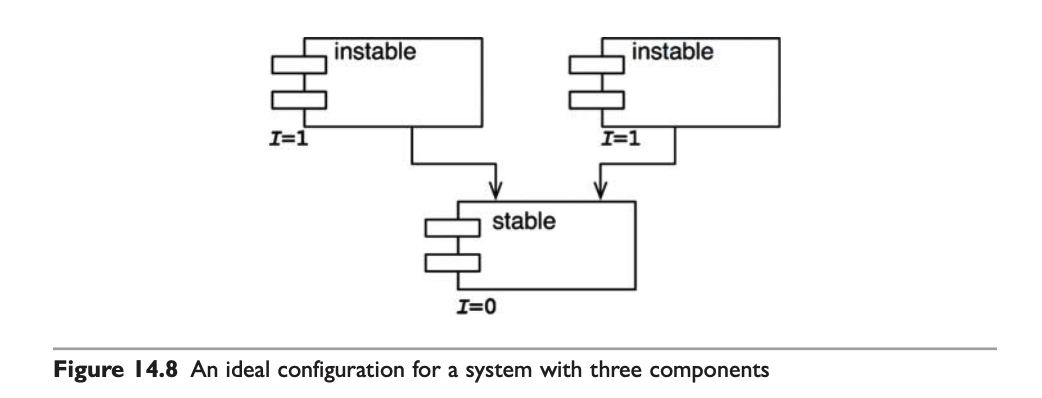 instable
instable
I=1
I=1
stable
I=0
Figure 14.8 An ideal configuration for a system with three components